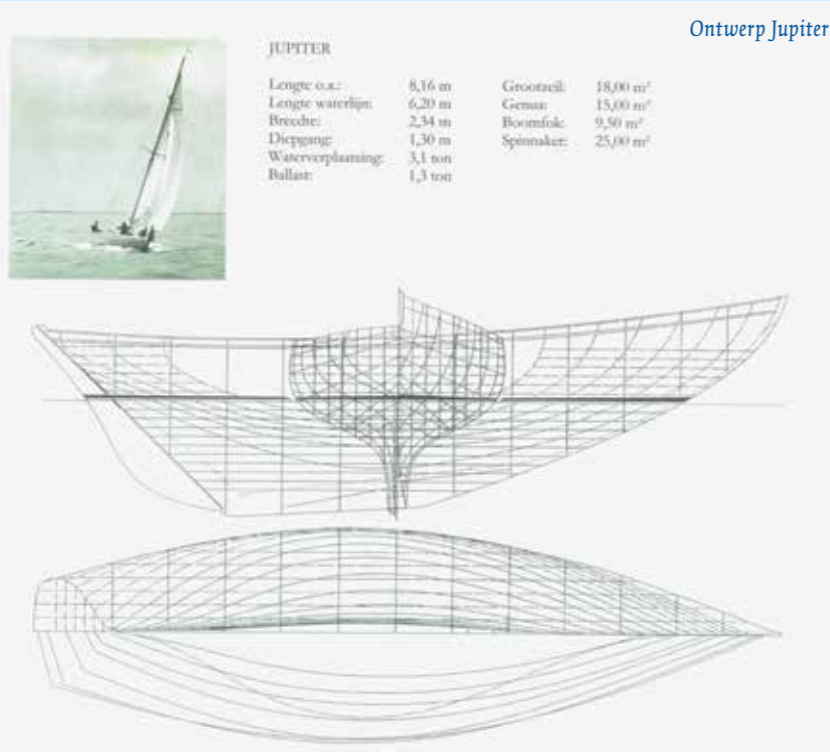 Ontwerp Jupiter
JUPITER
Lengte o.a.: 8,16 m Grootzeil: 18,00 m²
Lengte waterlijn: 6,20 m Genua: 15,00 m²
Breedte: 2,34 m Boomfok: 9,50 m²
Diepgang: 1,30 m Spinnaker: 25,00 m²
Waterverplaatsing: 3,1 ton
Ballast: 1,3 ton